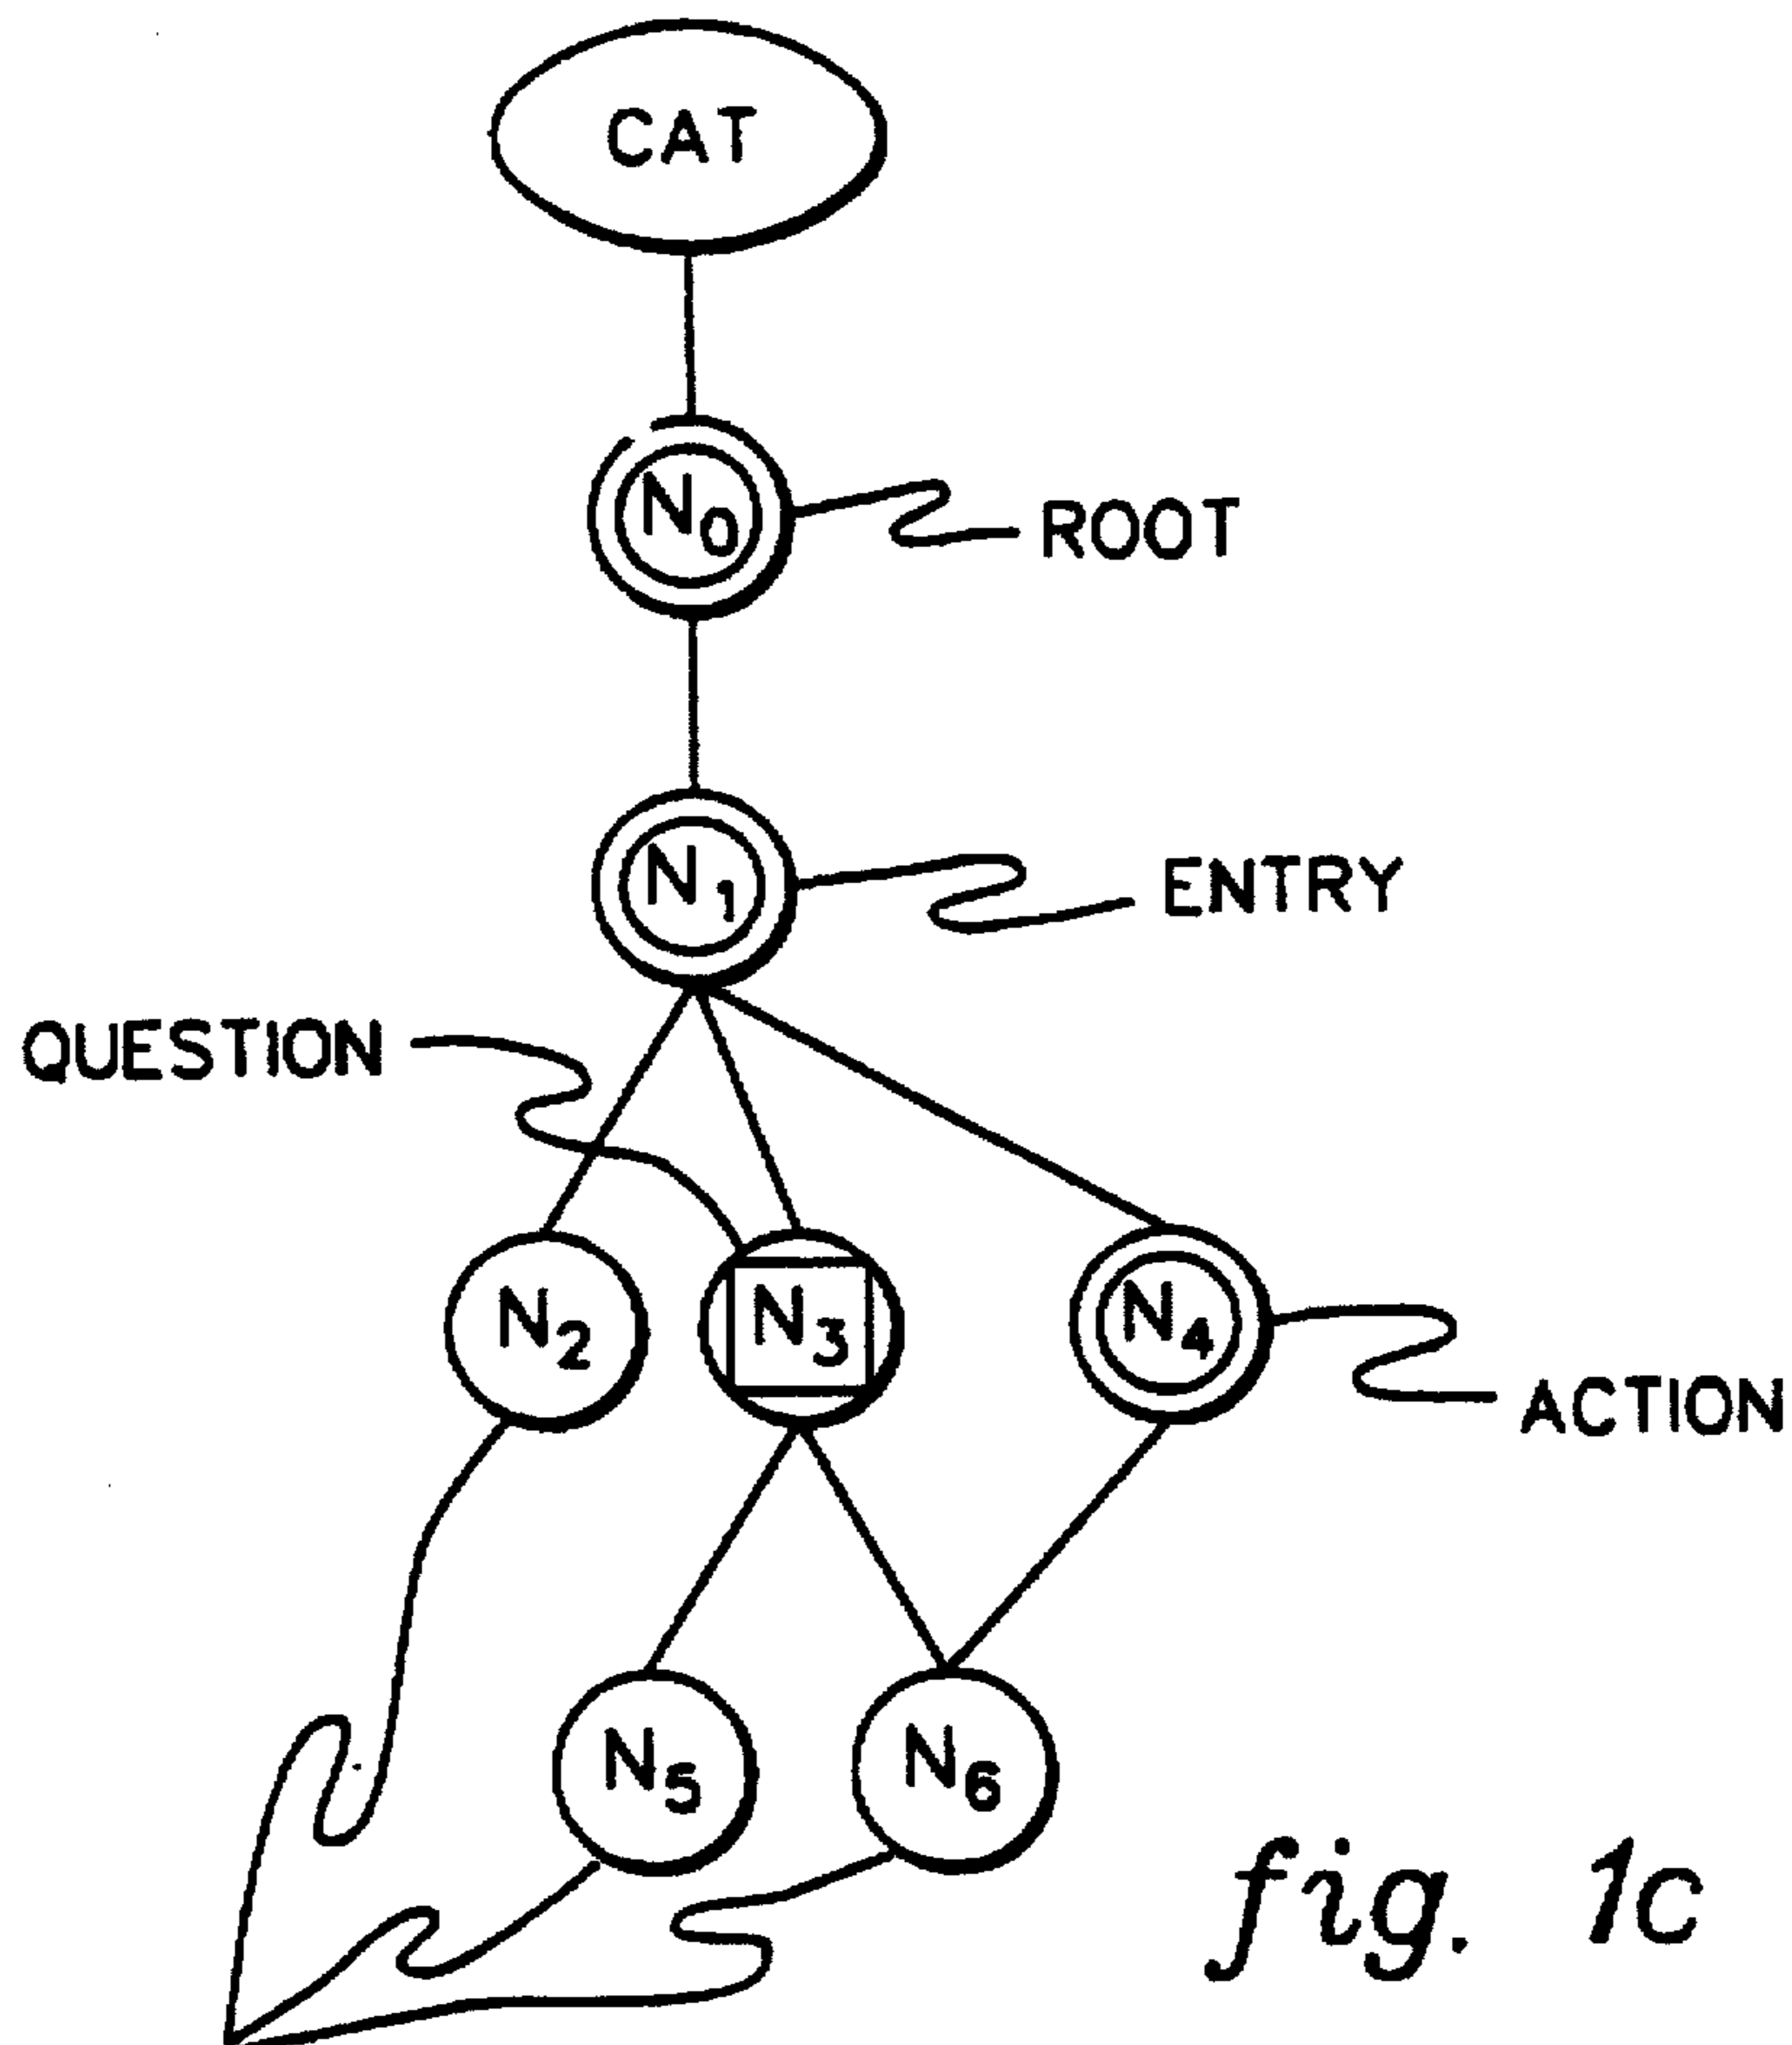 CAT
N₀
ROOT
N₁
ENTRY
QUESTION
N₂
N₃
N₄
ACTION
N₅
N₆
fig. 1c